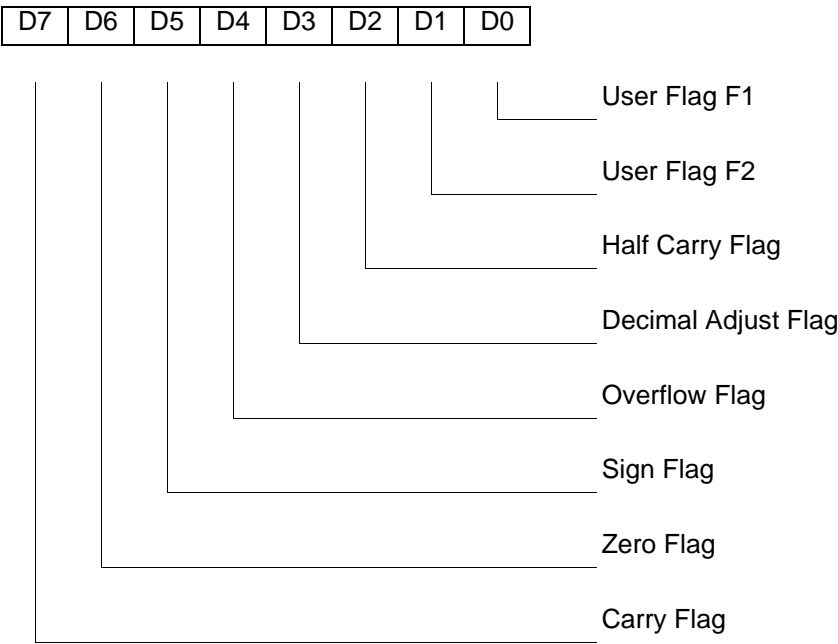 D7 D6 D5 D4 D3 D2 D1 D0
User Flag F1
User Flag F2
Half Carry Flag
Decimal Adjust Flag
Overflow Flag
Sign Flag
Zero Flag
Carry Flag